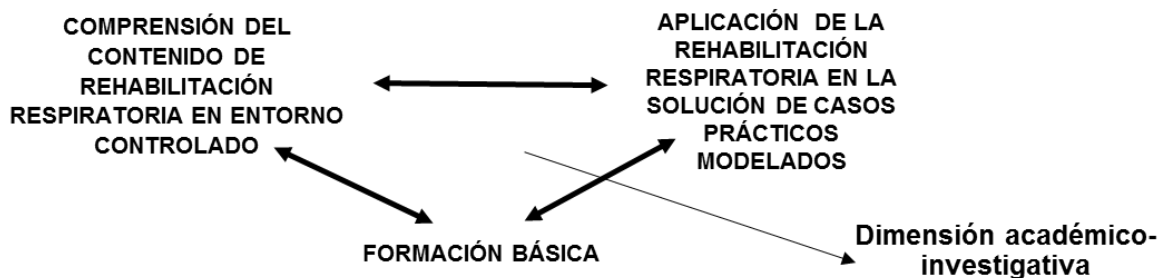 COMPRENSIÓN DEL
CONTENIDO DE
REHABILITACIÓN
RESPIRATORIA EN ENTORNO
CONTROLADO
APLICACIÓN DE LA
REHABILITACIÓN
RESPIRATORIA EN LA
SOLUCIÓN DE CASOS
PRÁCTICOS
MODELADOS
FORMACIÓN BÁSICA
Dimensión académico-
investigativa